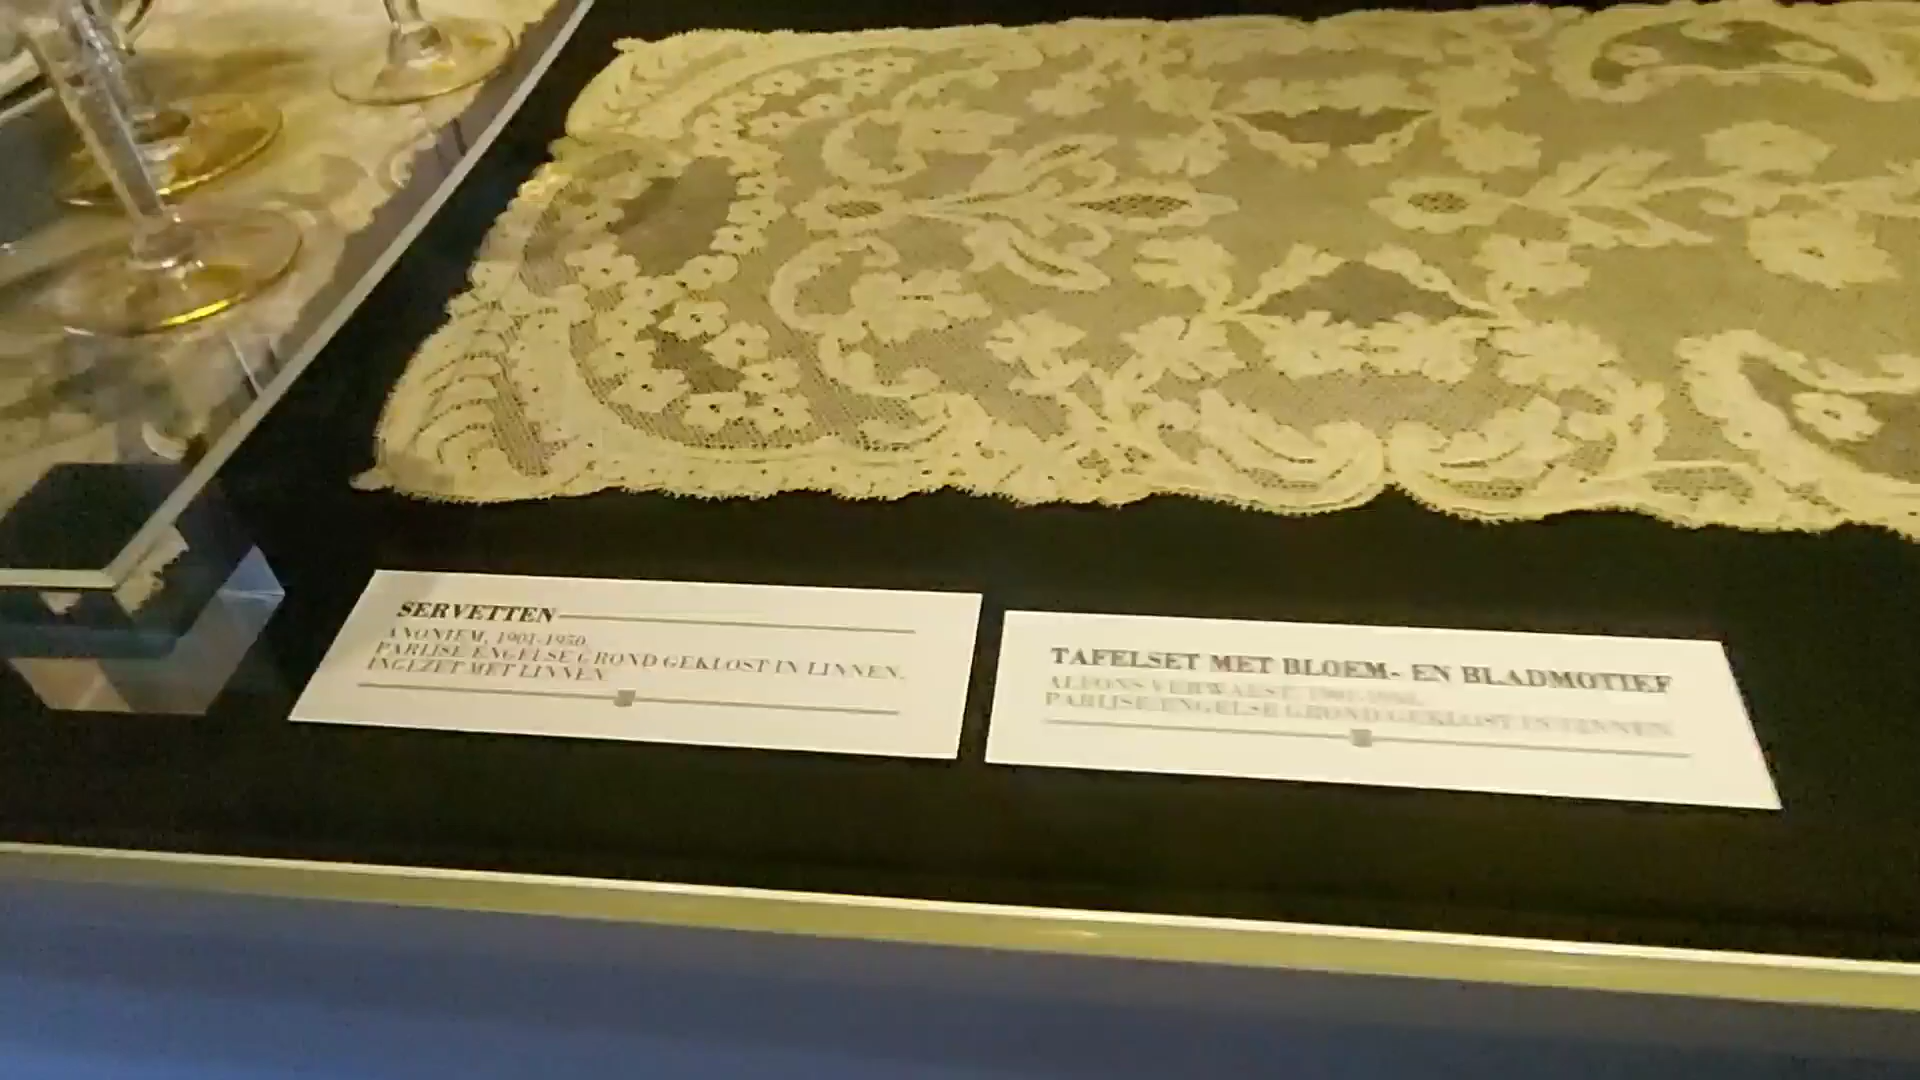 SERVETTEN
ANONIEM, 1901-1950.
PARIJSE ENGELSE GROND GEKLOST IN LINNEN,
INGEZET MET LINNEN
TAFELSET MET BLOEM- EN BLADMOTIEF
ALFONS
PARIJSE ENGELSE GROND GEKLOST IN LINNEN